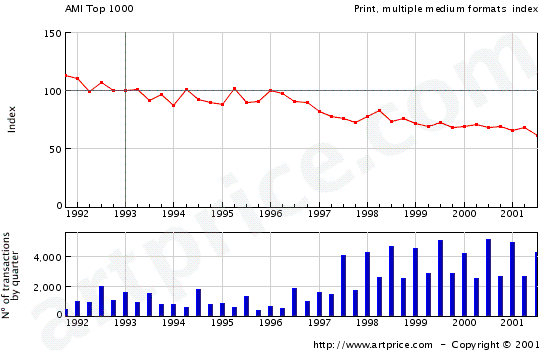 AMI Top 1000 Print, multiple medium formats index
150
100
50
0
Index
1992 1993 1994 1995 1996 1997 1998 1999 2000 2001
4,000
2,000
0
N° of transactions
by quarter
1992 1993 1994 1995 1996 1997 1998 1999 2000 2001
artprice.com
http://www.artprice.com - Copyright © 2001